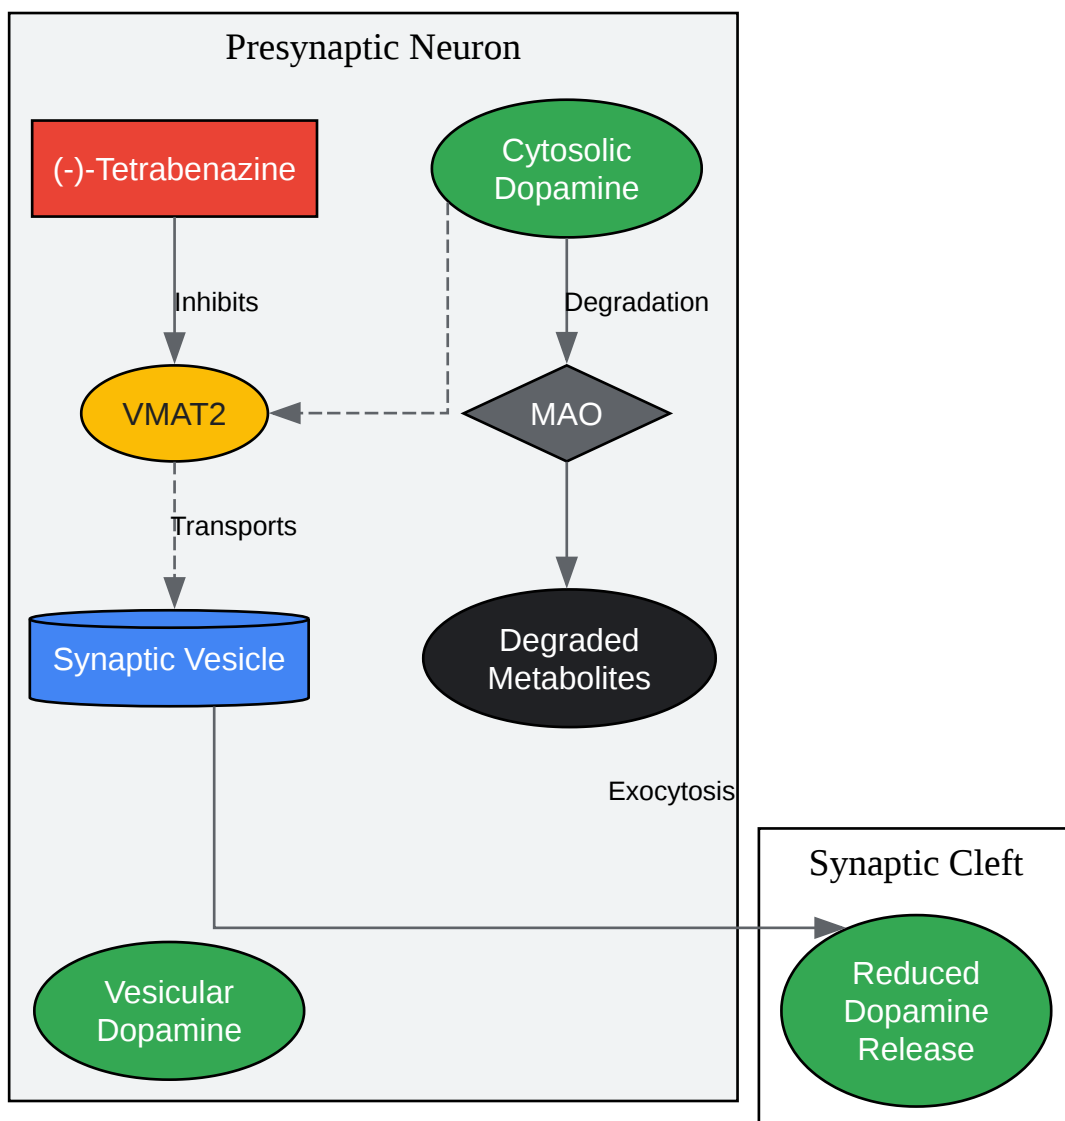 Presynaptic Neuron
(-)-Tetrabenazine
Cytosolic
Dopamine
Inhibits
Degradation
VMAT2
MAO
Transports
Synaptic Vesicle
Degraded
Metabolites
Exocytosis
Synaptic Cleft
Vesicular
Dopamine
Reduced
Dopamine
Release